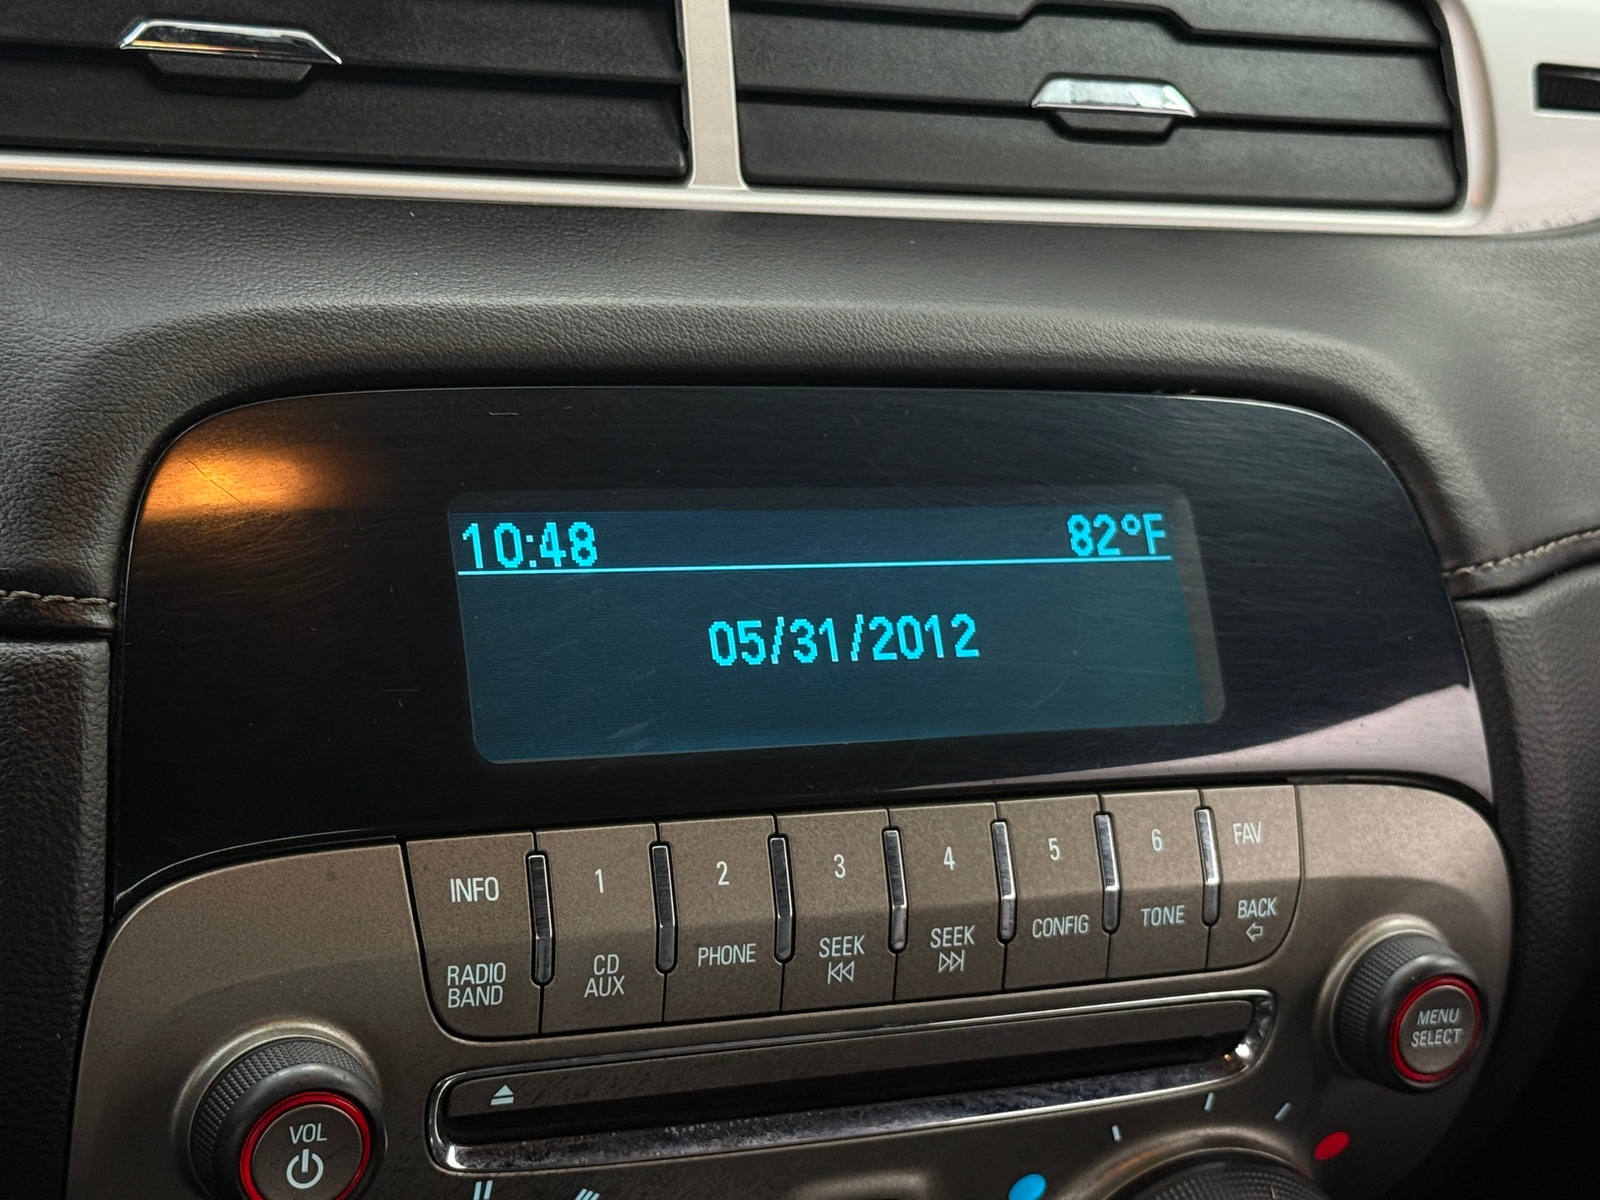 10:48 82°F
05/31/2012
INFO 1 2 3 4 5 6 FAV
RADIO BAND CD AUX PHONE SEEK SEEK CONFIG TONE BACK
MENU
SELECT
VOL